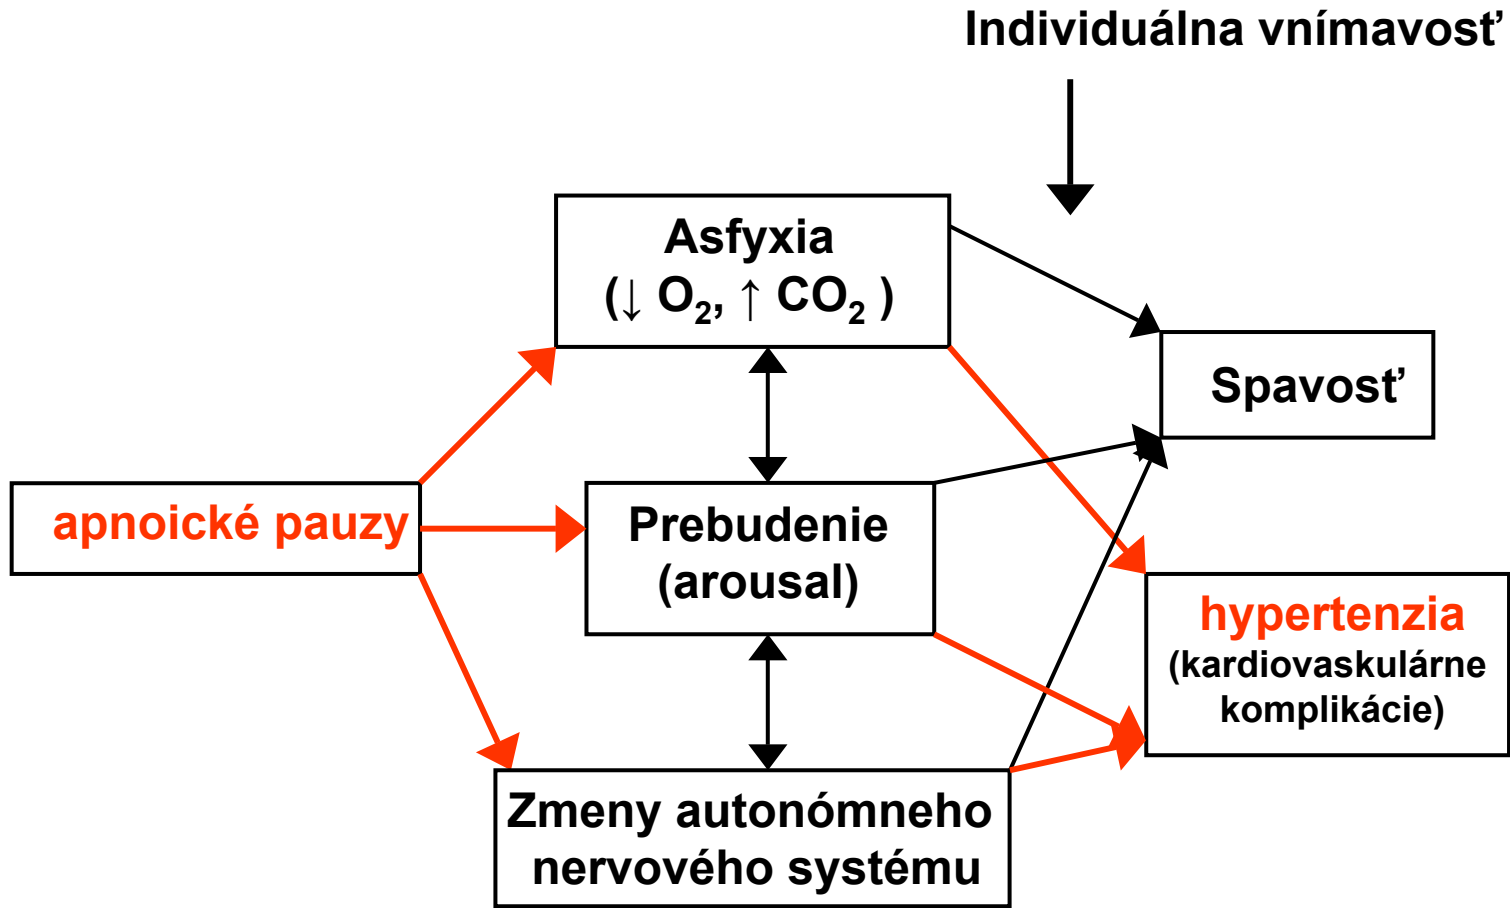 Individuálna vnímavosť
Asfyxia
(↓ O₂, ↑ CO₂ )
Spavosť
apnoické pauzy
Prebudenie
(arousal)
hypertenzia
(kardiovaskulárne
komplikácie)
Zmeny autonómneho
nervového systému